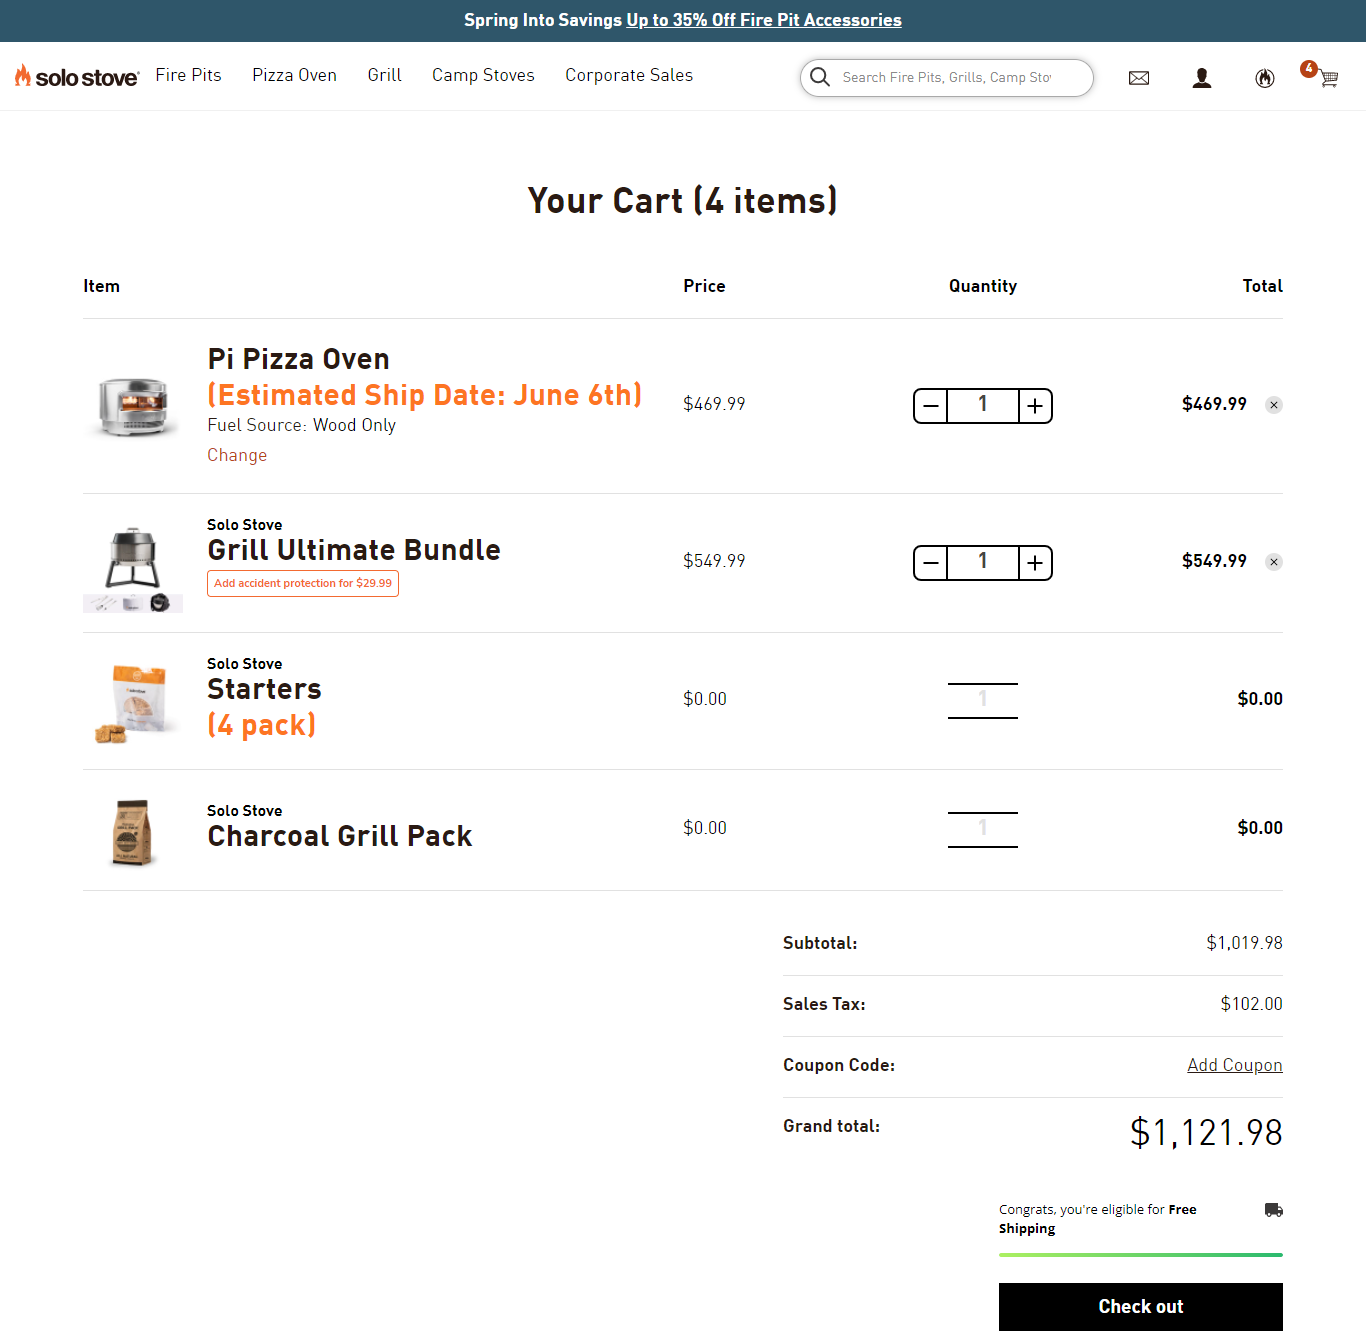 Spring Into Savings Up to 35% Off Fire Pit Accessories
solo stove Fire Pits Pizza Oven Grill Camp Stoves Corporate Sales Search Fire Pits, Grills, Camp Sto 4
Your Cart (4 items)
Item Price Quantity Total
Pi Pizza Oven
(Estimated Ship Date: June 6th)
Fuel Source: Wood Only
Change
$469.99 1 $469.99
Solo Stove
Grill Ultimate Bundle
Add accident protection for $29.99
$549.99 1 $549.99
Solo Stove
Starters
(4 pack)
$0.00 1 $0.00
Solo Stove
Charcoal Grill Pack
$0.00 1 $0.00
Subtotal: $1,019.98
Sales Tax: $102.00
Coupon Code: Add Coupon
Grand total: $1,121.98
Congrats, you're eligible for Free
Shipping
Check out